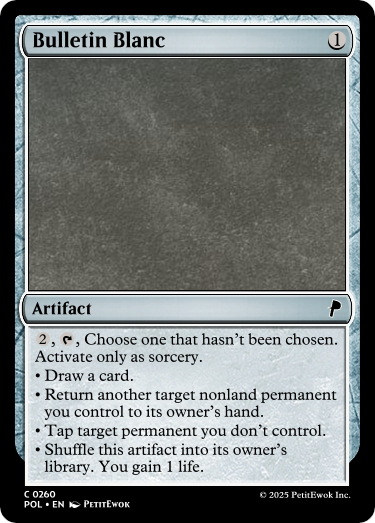 Bulletin Blanc 1
Artifact
2, T, Choose one that hasn't been chosen.
Activate only as sorcery.
• Draw a card.
• Return another target nonland permanent
you control to its owner's hand.
• Tap target permanent you don't control.
• Shuffle this artifact into its owner's
library. You gain 1 life.
C 0260
POL • EN PetitEwok
© 2025 PetitEwok Inc.